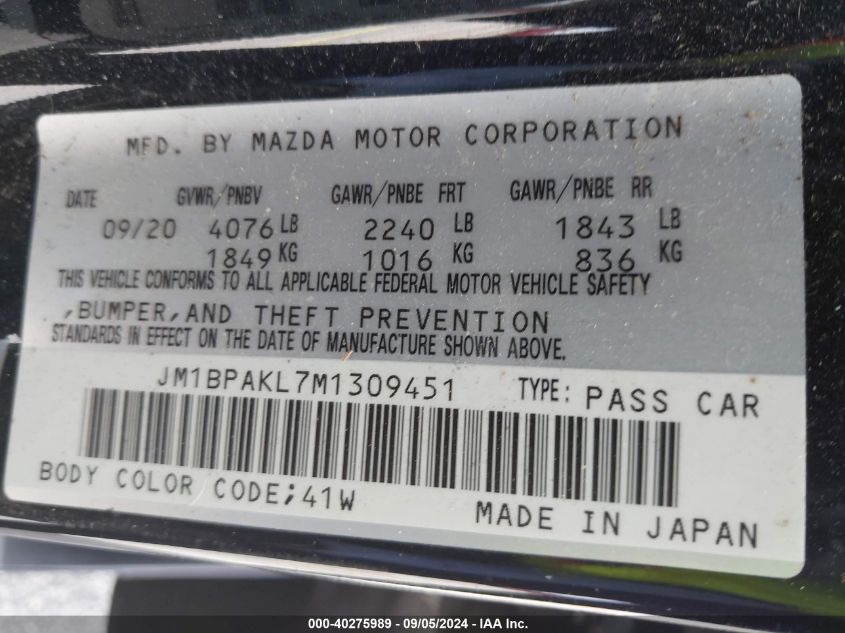 MFD. BY MAZDA MOTOR CORPORATION
DATE GVWR/PNBV GAWR/PNBE FRT GAWR/PNBE RR
09/20 4076 LB 2240 LB 1843 LB
1849 KG 1016 KG 836 KG
THIS VEHICLE CONFORMS TO ALL APPLICABLE FEDERAL MOTOR VEHICLE SAFETY
,BUMPER,AND THEFT PREVENTION
STANDARDS IN EFFECT ON THE DATE OF MANUFACTURE SHOWN ABOVE.
JM1BPAKL7M1309451 TYPE: PASS CAR
BODY COLOR CODE;41W
MADE IN JAPAN
000-40275989 - 09/05/2024 - IAA Inc.